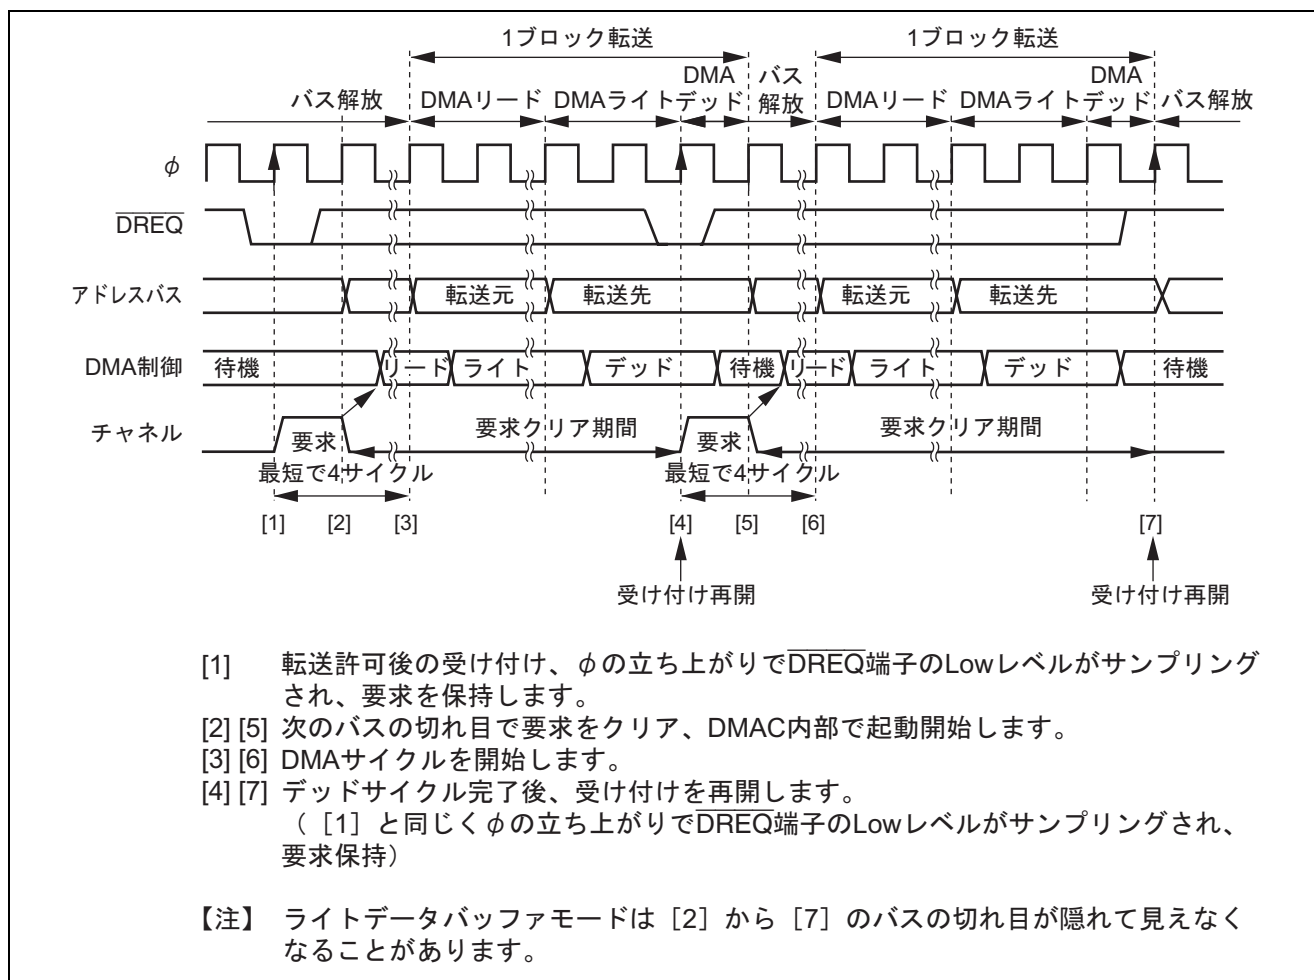 1ブロック転送 1ブロック転送
DMA バス DMA
バス解放 DMAリード DMAライト デッド 解放 DMAリード DMAライト デッド バス解放
φ
DREQ
アドレスバス 転送元 転送先 転送元 転送先
DMA制御 待機 リード ライト デッド 待機 リード ライト デッド 待機
チャネル 要求 要求クリア期間 要求 要求クリア期間
最短で4サイクル 最短で4サイクル
[1] [2] [3] [4] [5] [6] [7]
受け付け再開 受け付け再開
[1] 転送許可後の受け付け、φの立ち上がりでDREQ端子のLowレベルがサンプリング
され、要求を保持します。
[2] [5] 次のバスの切れ目で要求をクリア、DMAC内部で起動開始します。
[3] [6] DMAサイクルを開始します。
[4] [7] デッドサイクル完了後、受け付けを再開します。
（［1］と同じくφの立ち上がりでDREQ端子のLowレベルがサンプリングされ、
要求保持）
【注】 ライトデータバッファモードは［2］から［7］のバスの切れ目が隠れて見えなく
なることがあります。